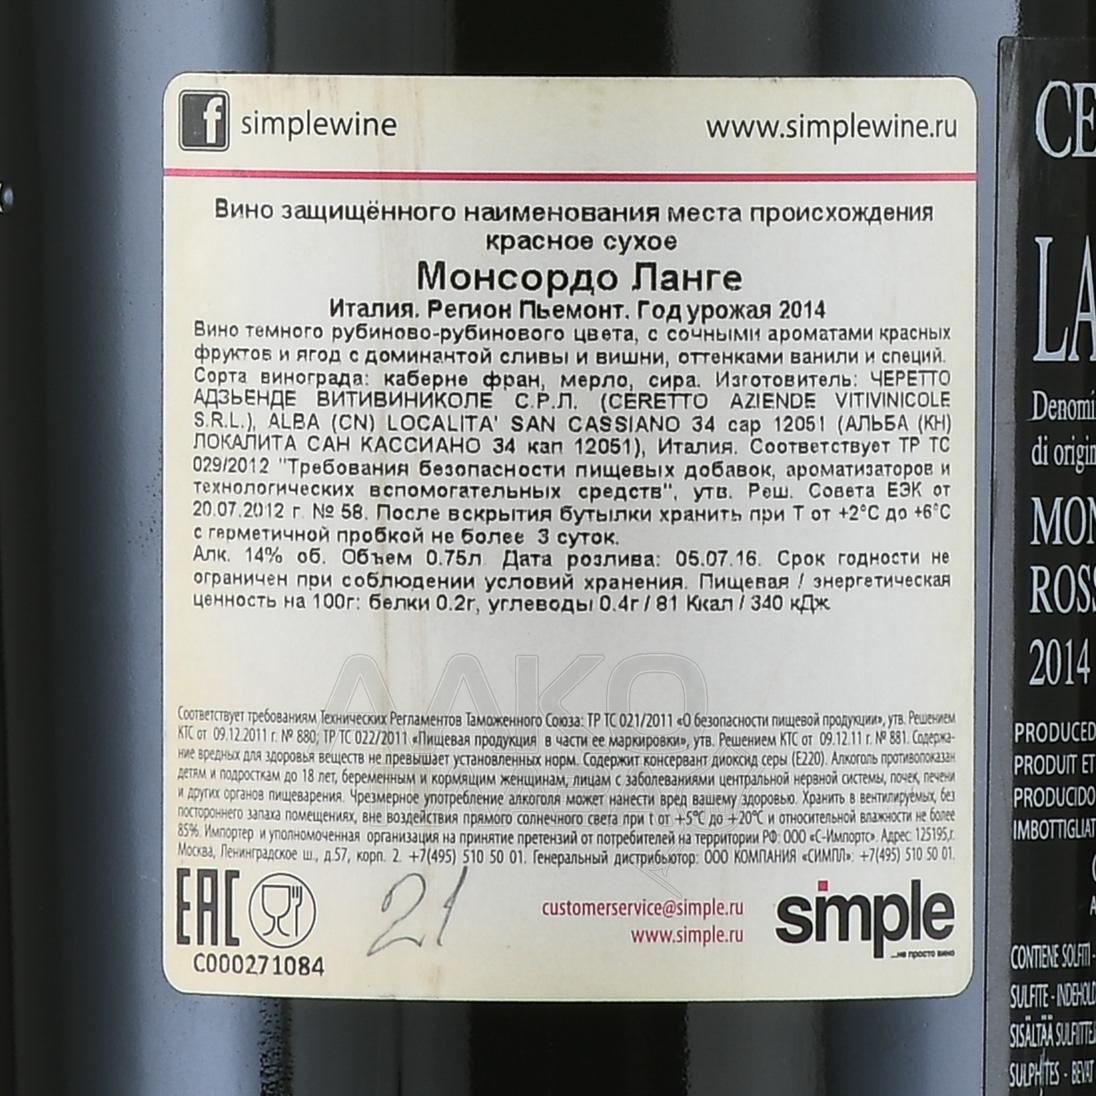 simplewine www.simplewine.ru
Вино защищённого наименования места происхождения
красное сухое
Монсордо Ланге
Италия. Регион Пьемонт. Год урожая 2014
Вино темного рубиново-рубинового цвета, с сочными ароматами красных
фруктов и ягод с доминантой сливы и вишни, оттенками ванили и специй.
Сорта винограда: каберне фран, мерло, сира. Изготовитель: ЧЕРЕТТО
АДЗЬЕНДЕ ВИТИВИНИКОЛЕ С.Р.Л. (CERETTO AZIENDE VITIVINICOLE
S.R.L.), ALBA (CN) LOCALITA' SAN CASSIANO 34 cap 12051 (АЛЬБА (КН)
ЛОКАЛИТА САН КАССИАНО 34 кап 12051), Италия. Соответствует ТР ТС
029/2012 "Требования безопасности пищевых добавок, ароматизаторов и
технологических вспомогательных средств", утв. Реш. Совета ЕЭК от
20.07.2012 г. № 58. После вскрытия бутылки хранить при Т от +2°С до +6°С
с герметичной пробкой не более 3 суток.
Алк. 14% об. Объем 0.75л. Дата розлива: 05.07.16. Срок годности не
ограничен при соблюдении условий хранения. Пищевая / энергетическая
ценность на 100г: белки 0.2г, углеводы 0.4г / 81 Ккал / 340 кДж
ААКО
Соответствует требованиям Технических Регламентов Таможенного Союза: ТР ТС 021/2011 «О безопасности пищевой продукции», утв. Решением
КТС от 09.12.2011 г. № 880; ТР ТС 022/2011 «Пищевая продукция в части ее маркировки», утв. Решением КТС от 09.12.11 г. № 881. Содержа-
ние вредных для здоровья веществ не превышает установленных норм. Содержит консервант диоксид серы (Е220). Алкоголь противопоказан
детям и подросткам до 18 лет, беременным и кормящим женщинам, лицам с заболеваниями центральной нервной системы, почек, печени
и других органов пищеварения. Чрезмерное употребление алкоголя может нанести вред вашему здоровью. Хранить в вентилируемых, без
постороннего запаха помещениях, вне воздействия прямого солнечного света при t от +5°С до +20°С и относительной влажности не более
85%. Импортер и уполномоченная организация на принятие претензий от потребителей на территории РФ: ООО «С-Импортс». Адрес: 125195, г.
Москва, Ленинградское ш., д.57, корп. 2. +7(495) 510 50 01. Генеральный дистрибьютор: ООО КОМПАНИЯ «СИМПЛ»: +7(495) 510 50 01.
EAC 21 customerservice@simple.ru
www.simple.ru
simple
...не просто вино
С000271084
CE
LA
Denomi
di origin
MON
ROSS
2014
PRODUCED
PRODUIT ET
PRODUCIDO
IMBOTTIGLIAT
CONTIENE SOLFITI -
SULFITE - INDEHOLD
SISÄLTÄÄ SULFIITTEJA
SULPHITES - BEVAT